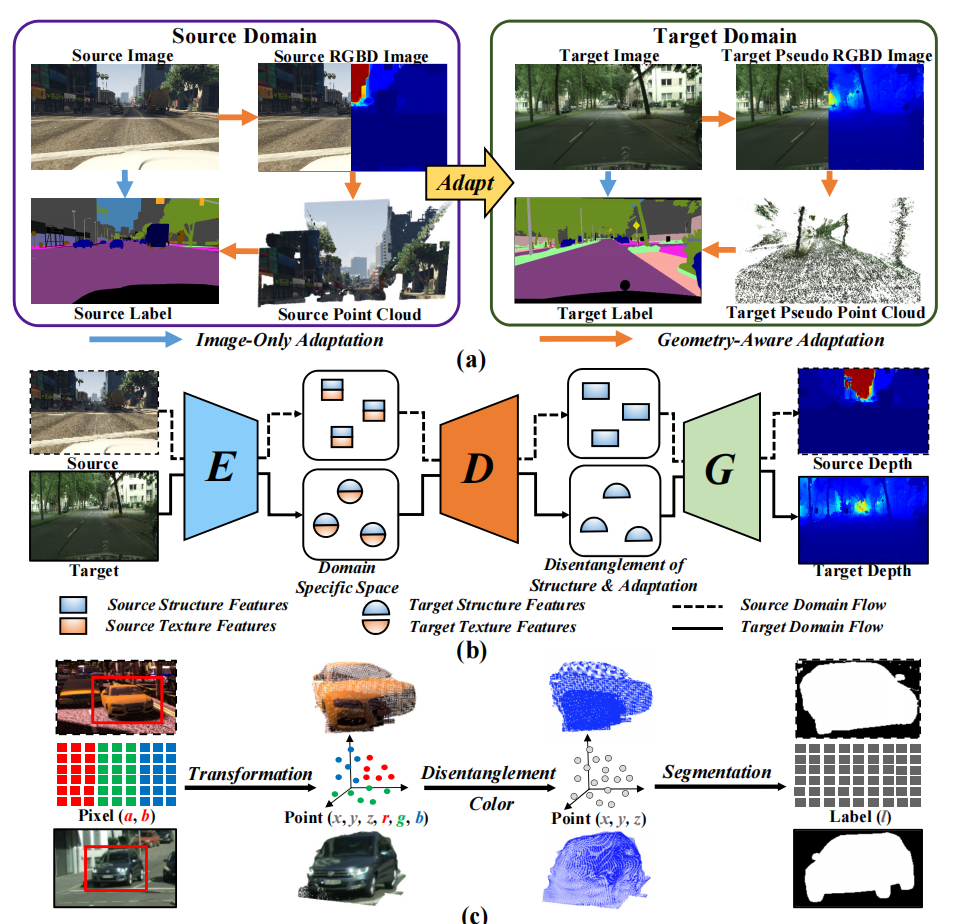 Source Domain
Target Domain
Source Image
Source RGBD Image
Target Image
Target Pseudo RGBD Image
Adapt
Source Label
Source Point Cloud
Target Label
Target Pseudo Point Cloud
Image-Only Adaptation
(a)
Geometry-Aware Adaptation
E
D
G
Source
Source Depth
Target
Domain
Specific Space
Disentanglement of
Structure & Adaptation
Target Depth
Source Structure Features
Target Structure Features
Source Domain Flow
Source Texture Features
Target Texture Features
Target Domain Flow
(b)
Transformation
Disentanglement
Color
Segmentation
Pixel (a, b)
Point (x, y, z, r, g, b)
Point (x, y, z)
Label (l)
(c)